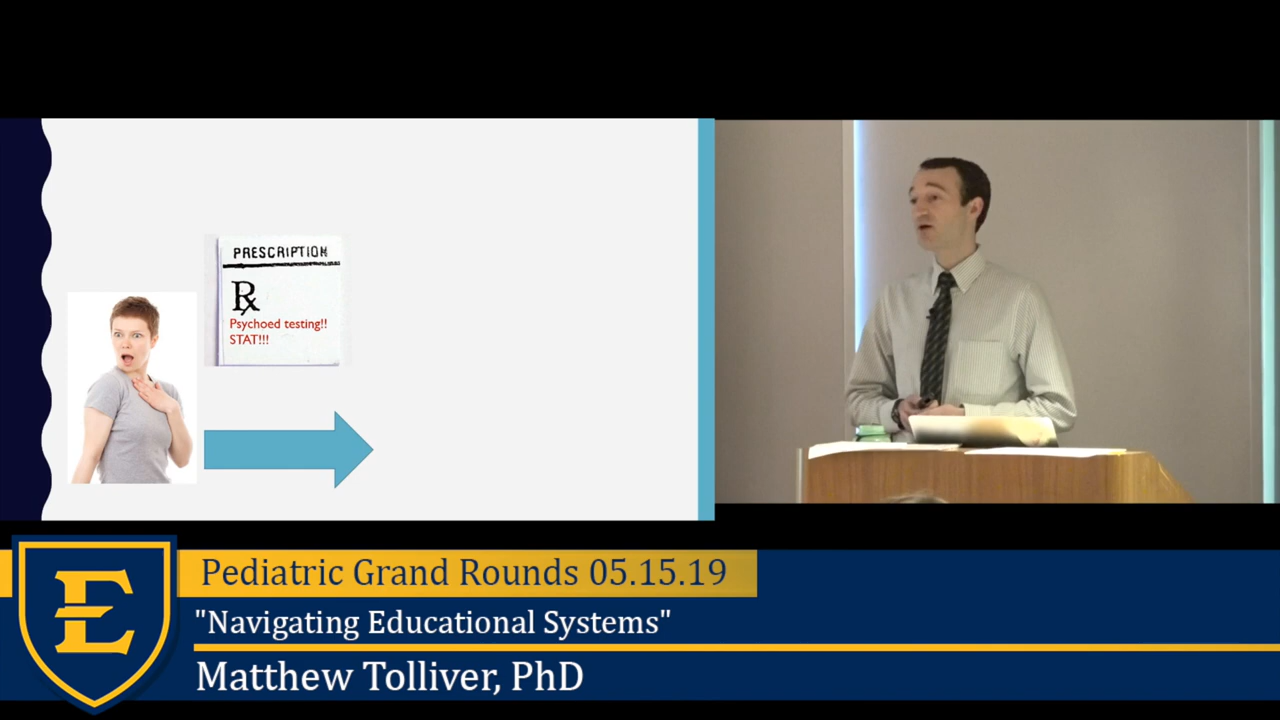 PRESCRIPTION
Rx
Psychoed testing!!
STAT!!!
E
Pediatric Grand Rounds 05.15.19
"Navigating Educational Systems"
Matthew Tolliver, PhD